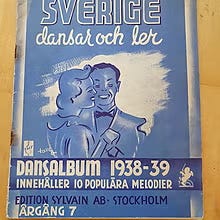 SVERIGE
dansar och ler
DANSALBUM 1938-39
INNEHÅLLER 10 POPULÄRA MELODIER
EDITION SYLVAIN AB · STOCKHOLM
ÅRGÅNG 7